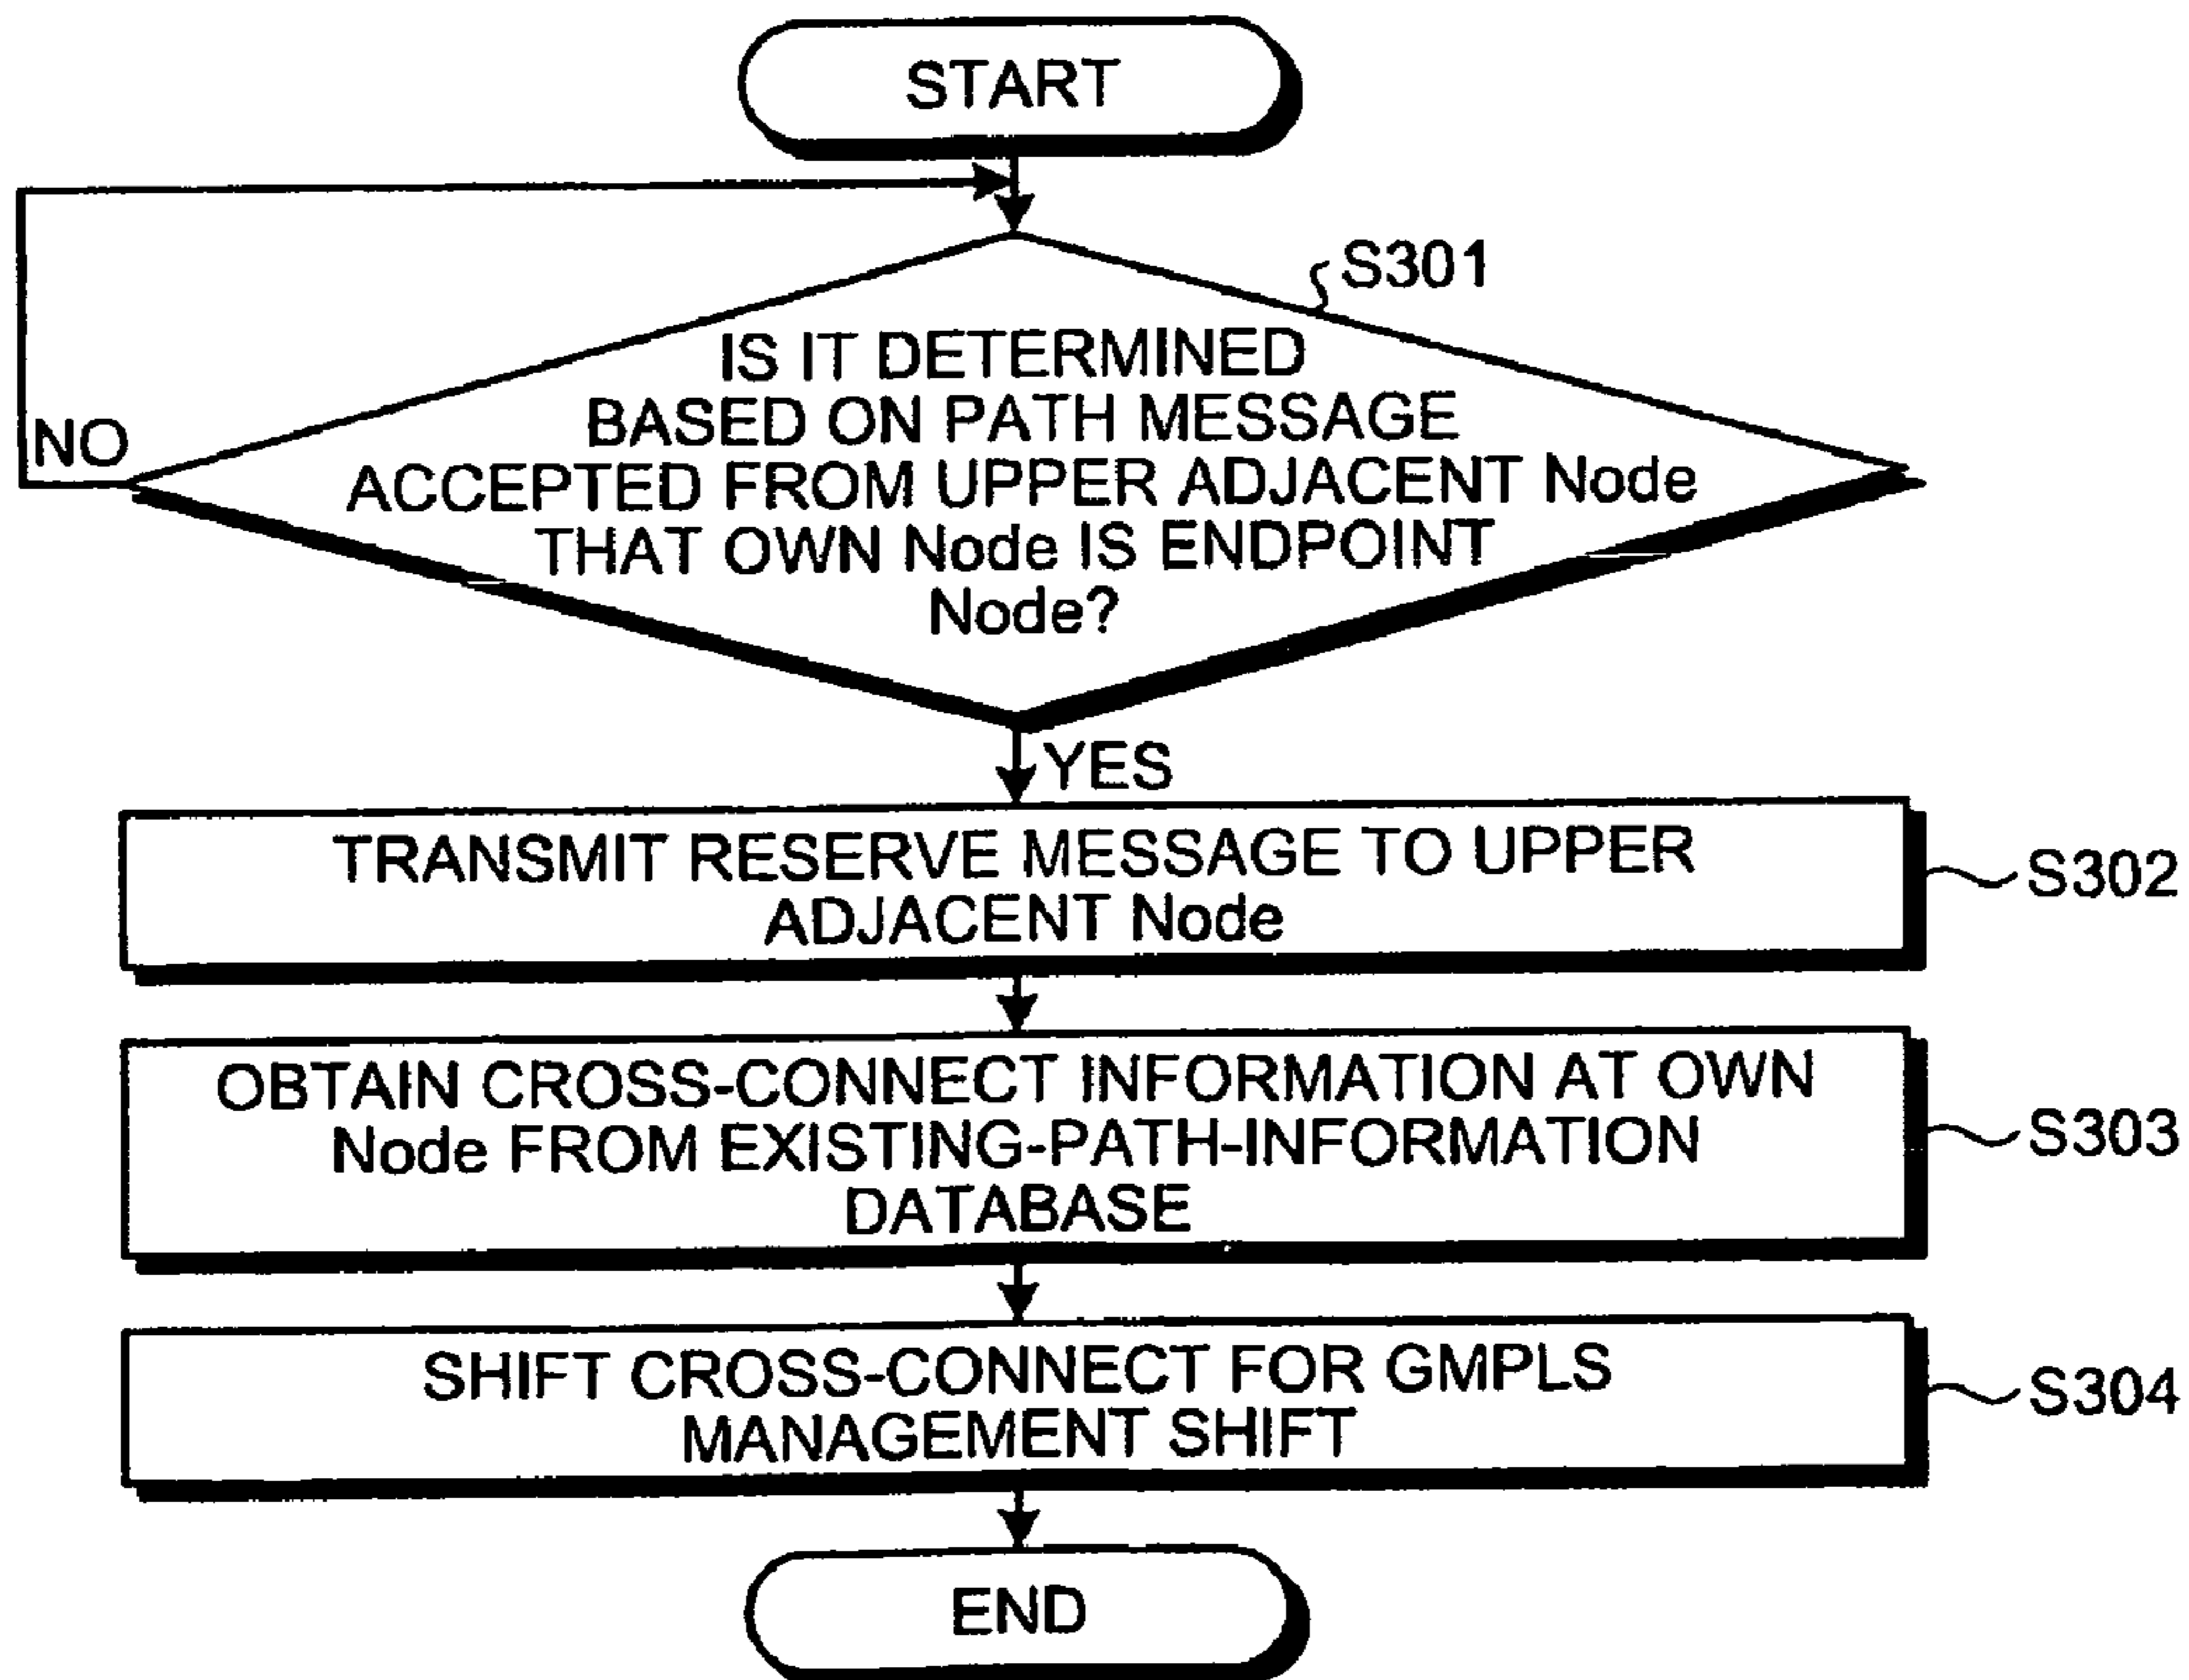 START
S301
IS IT DETERMINED
BASED ON PATH MESSAGE
ACCEPTED FROM UPPER ADJACENT Node
THAT OWN Node IS ENDPOINT
Node?
NO
YES
TRANSMIT RESERVE MESSAGE TO UPPER
ADJACENT Node
S302
OBTAIN CROSS-CONNECT INFORMATION AT OWN
Node FROM EXISTING-PATH-INFORMATION
DATABASE
S303
SHIFT CROSS-CONNECT FOR GMPLS
MANAGEMENT SHIFT
S304
END